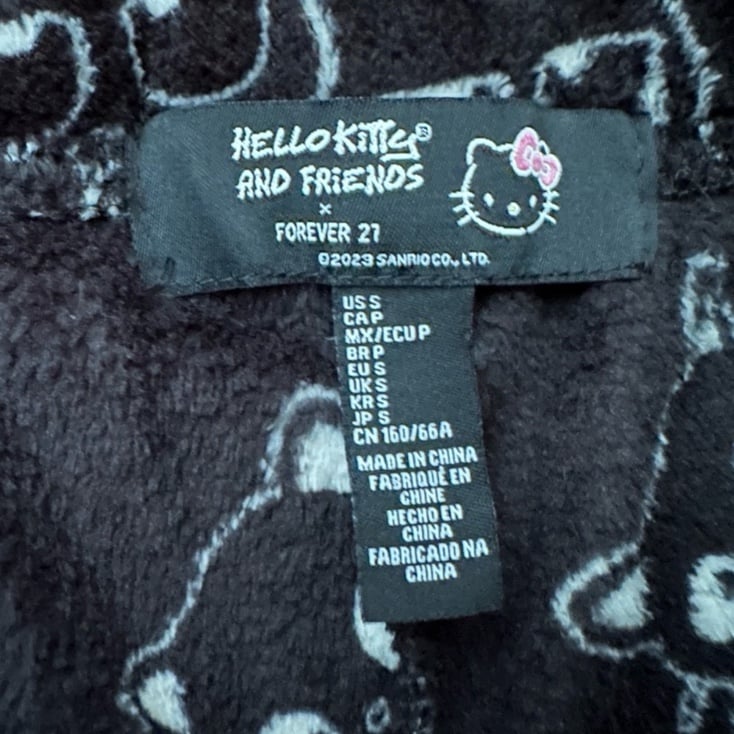 HELLO KiTTy®
AND FRiENDS
×
FOREVER 21
©2023 SANRIO CO., LTD.
US S
CA P
MX/ECU P
BR P
EU S
UK S
KR S
JP S
CN 160/66A
MADE IN CHINA
FABRIQUÉ EN
CHINE
HECHO EN
CHINA
FABRICADO NA
CHINA